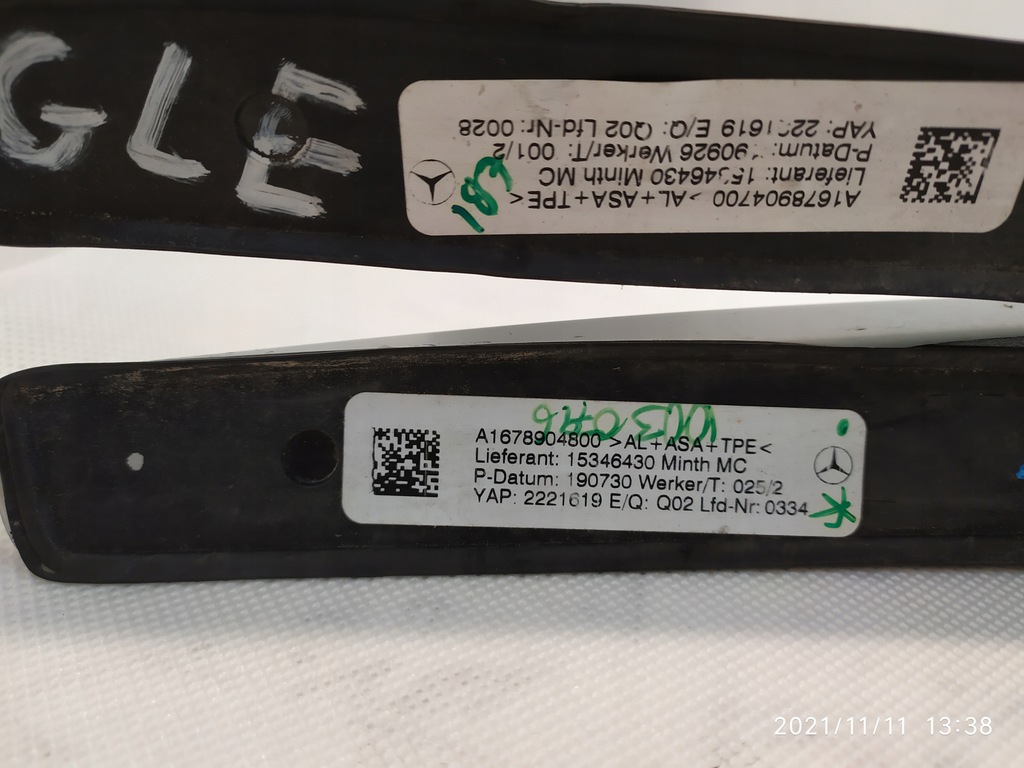 GLE
A1678904700 >AL+ASA+TPE<
Lieferant: 15346430 Minth MC
P-Datum: 190926 Werker/T: 001/2
YAP: 2221619 E/Q: Q02 Lfd-Nr: 0028
A1678904800 >AL+ASA+TPE<
Lieferant: 15346430 Minth MC
P-Datum: 190730 Werker/T: 025/2
YAP: 2221619 E/Q: Q02 Lfd-Nr: 0334
2021/11/11 13:38